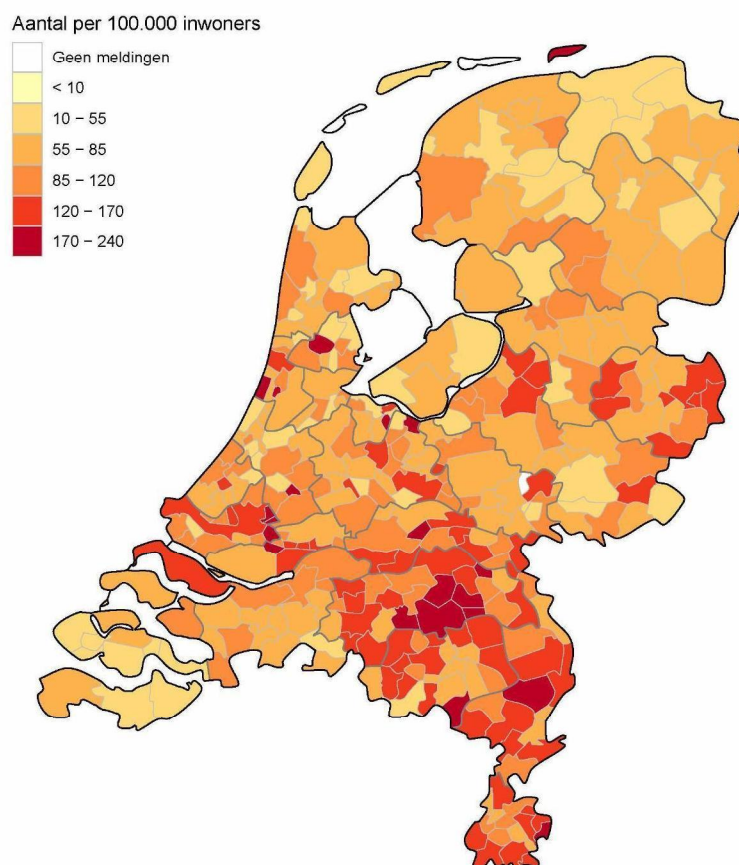 Aantal per 100.000 inwoners
Geen meldingen
< 10
10 – 55
55 – 85
85 – 120
120 – 170
170 – 240